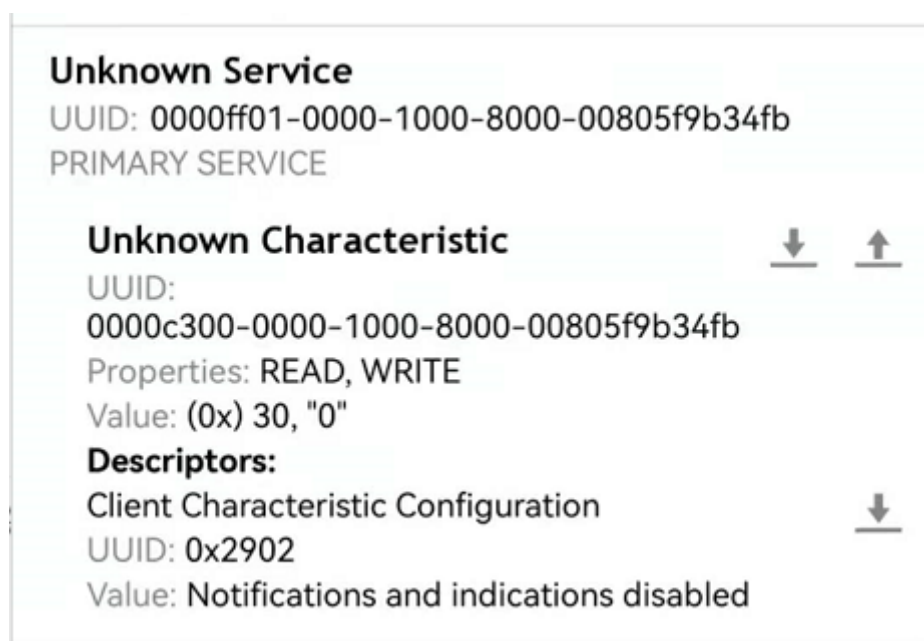 Unknown Service
UUID: 0000ff01-0000-1000-8000-00805f9b34fb
PRIMARY SERVICE
Unknown Characteristic
UUID:
0000c300-0000-1000-8000-00805f9b34fb
Properties: READ, WRITE
Value: (0x) 30, "0"
Descriptors:
Client Characteristic Configuration
UUID: 0x2902
Value: Notifications and indications disabled